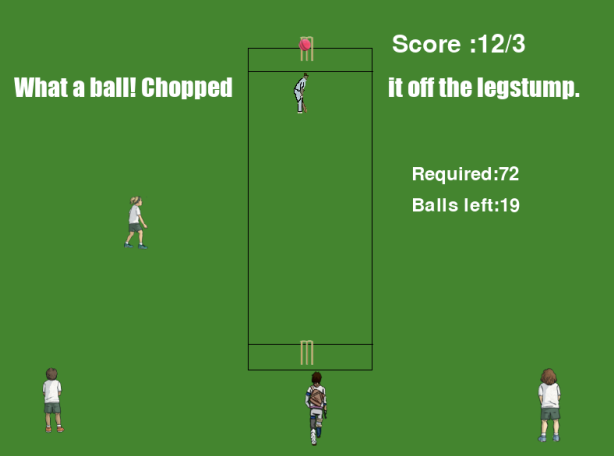 Score :12/3
What a ball! Chopped it off the legstump.
Required:72
Balls left:19